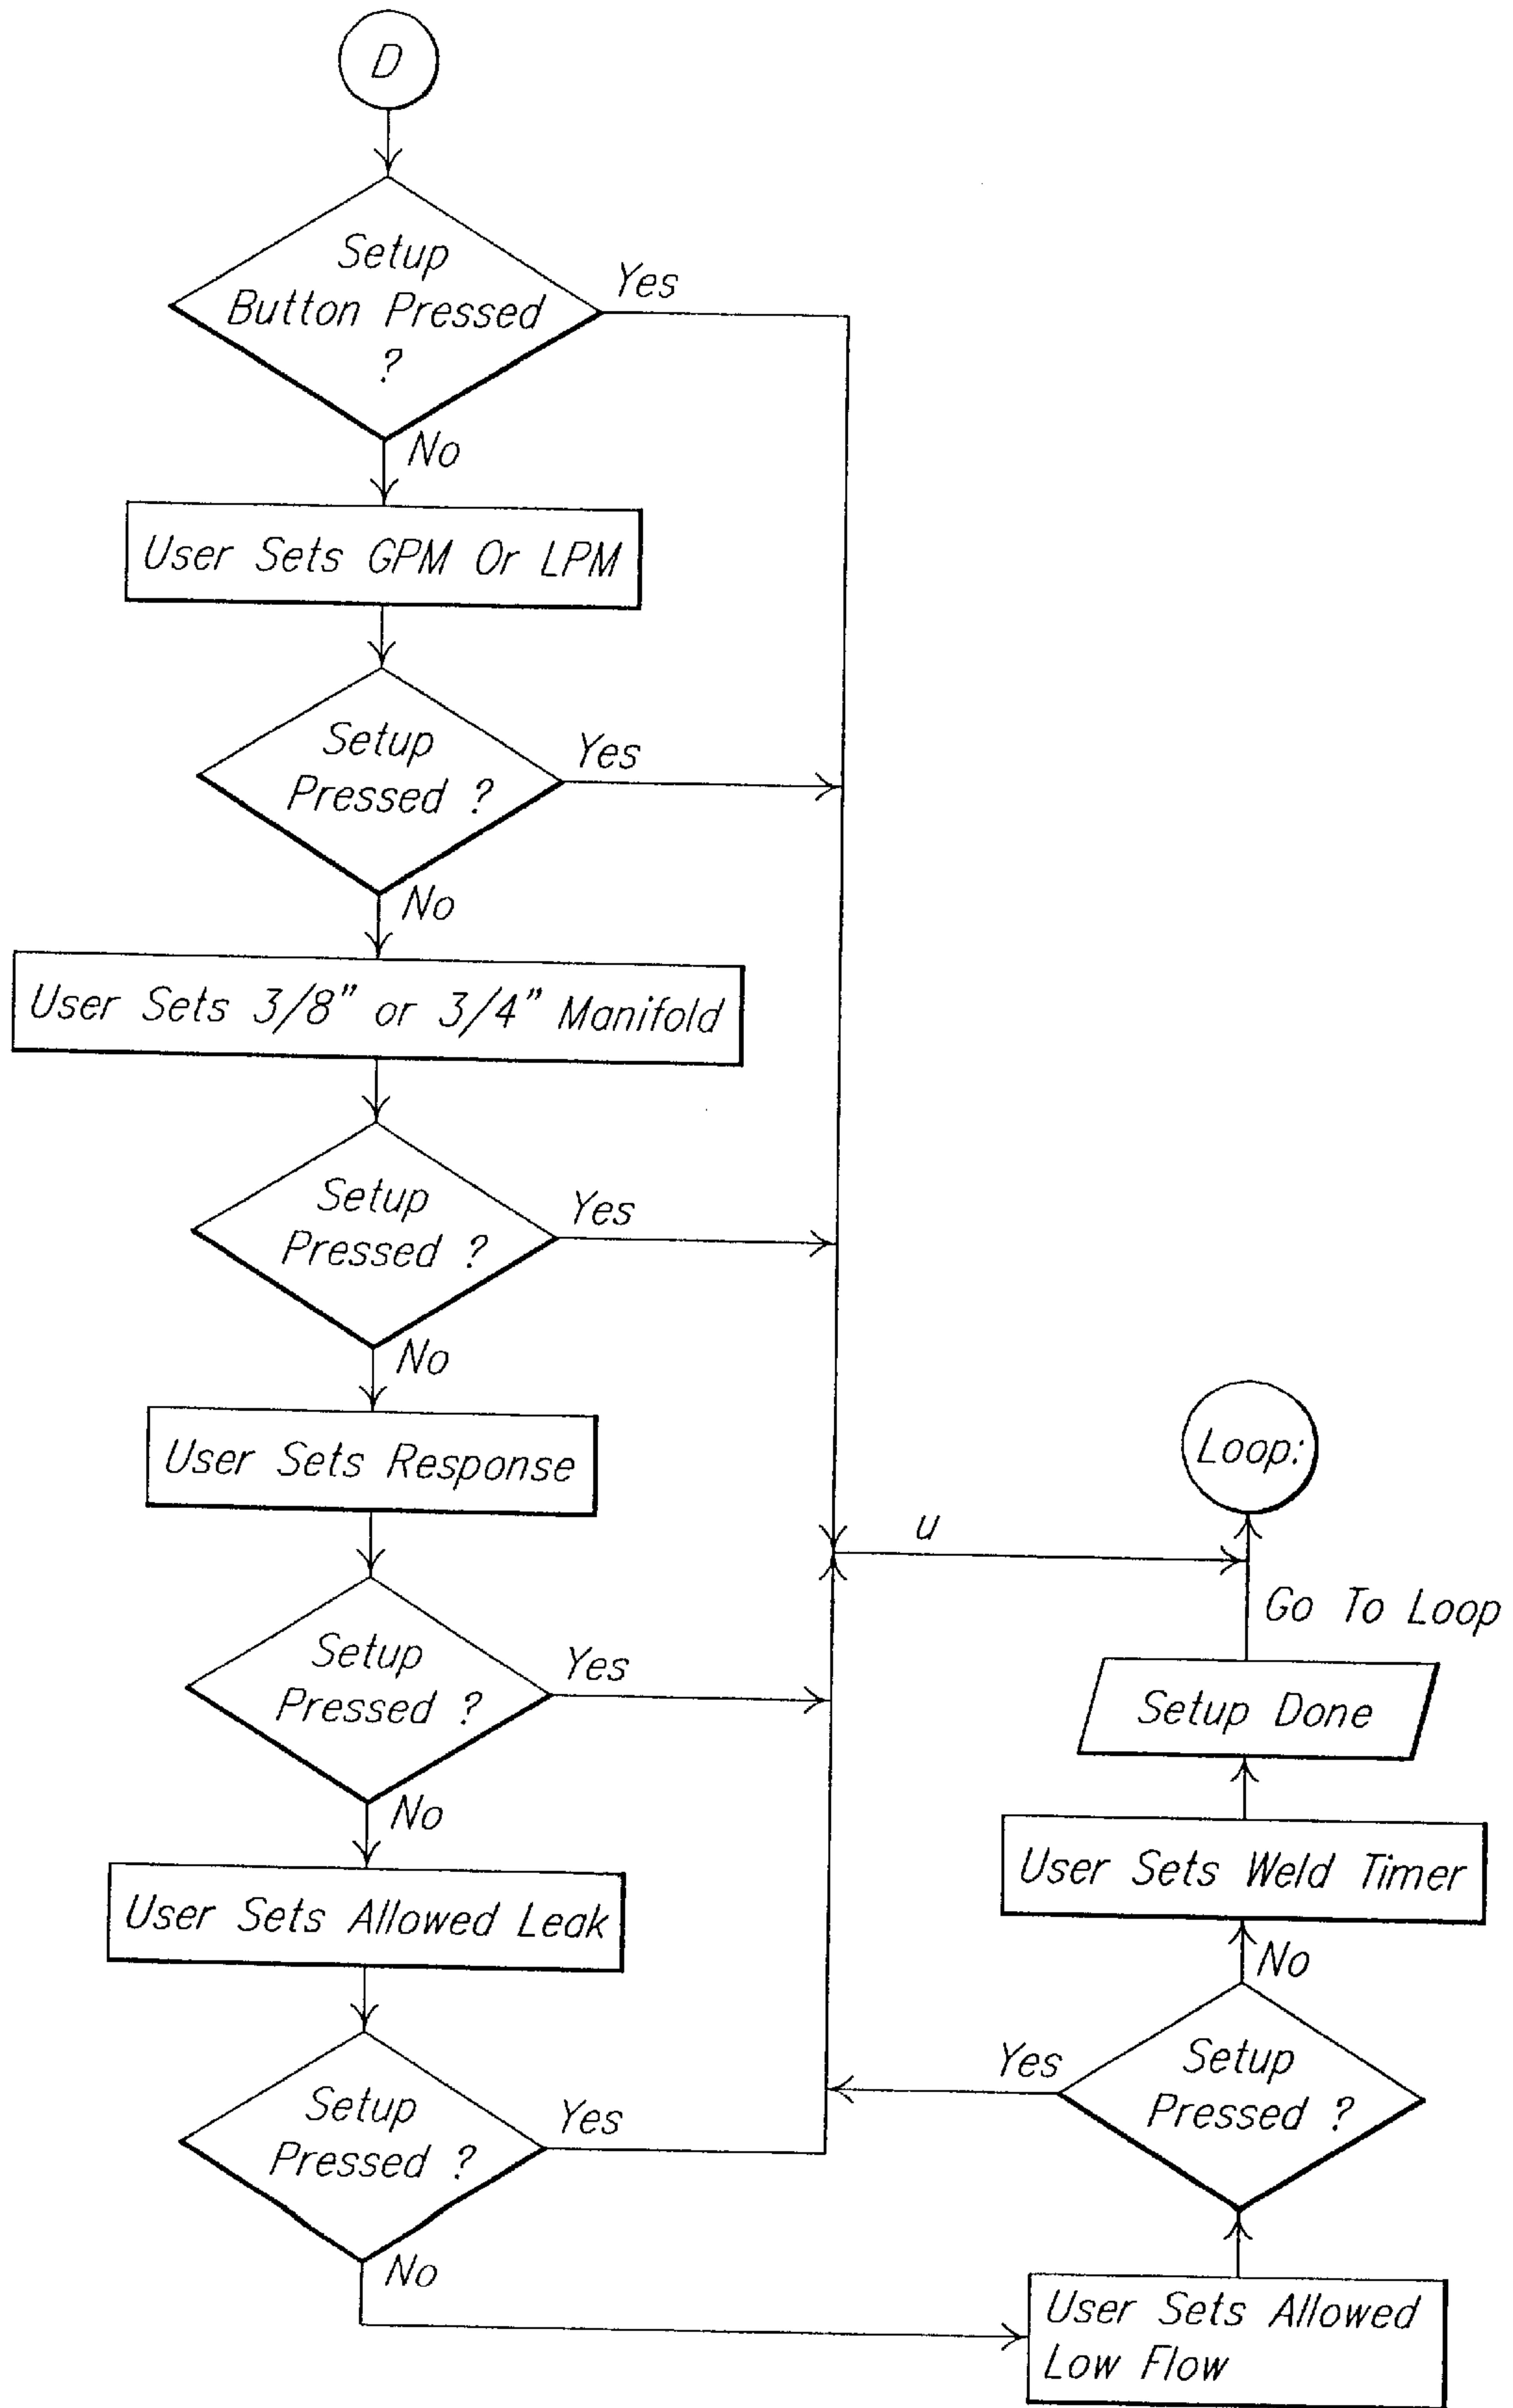 D
Setup
Button Pressed
?
Yes
No
User Sets GPM Or LPM
Setup
Pressed ?
Yes
No
User Sets 3/8" or 3/4" Manifold
Setup
Pressed ?
Yes
No
User Sets Response
Setup
Pressed ?
Yes
No
User Sets Allowed Leak
Setup
Pressed ?
Yes
No
User Sets Allowed
Low Flow
Setup
Pressed ?
Yes
No
User Sets Weld Timer
Setup Done
Go To Loop
u
Loop: